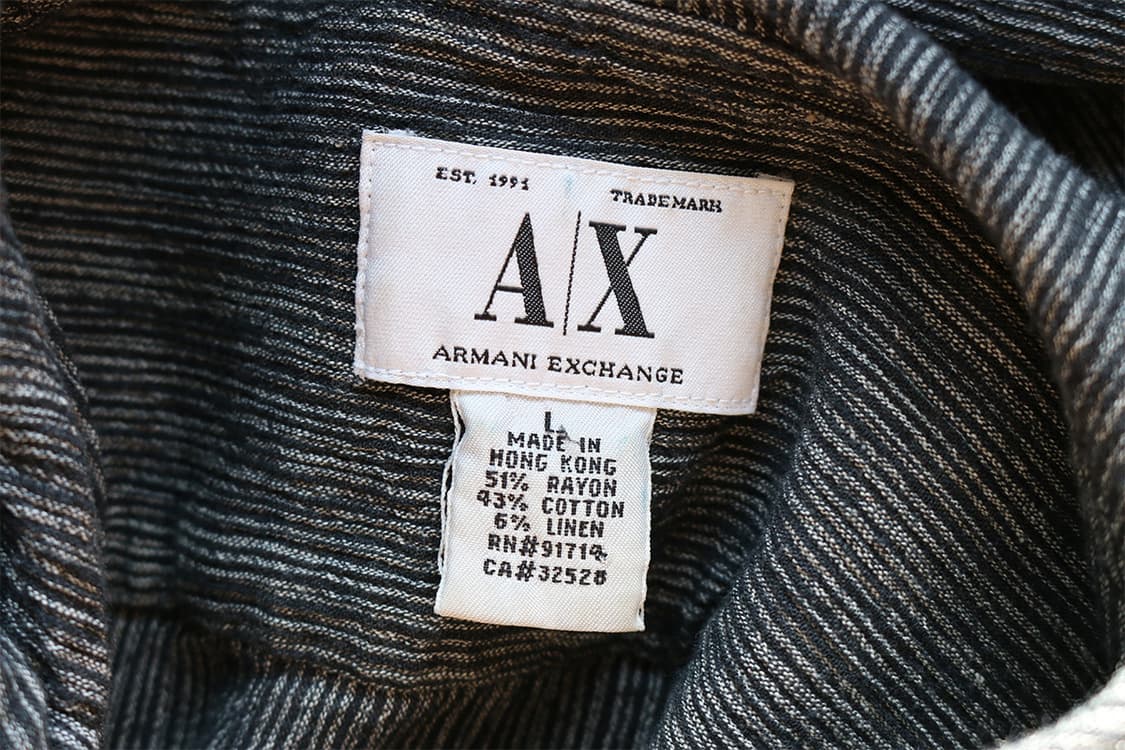 EST. 1991 TRADEMARK
A|X
ARMANI EXCHANGE
L
MADE IN
HONG KONG
51% RAYON
43% COTTON
6% LINEN
RN#91714
CA#32528